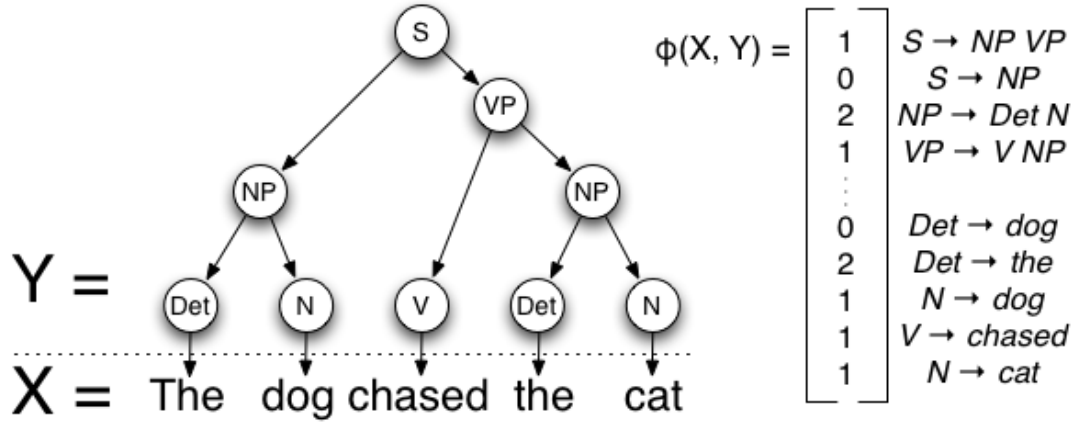 S
VP
NP NP
Det N V Det N
Y =
X = The dog chased the cat
ϕ(X, Y) =
1 S → NP VP
0 S → NP
2 NP → Det N
1 VP → V NP
0 Det → dog
2 Det → the
1 N → dog
1 V → chased
1 N → cat